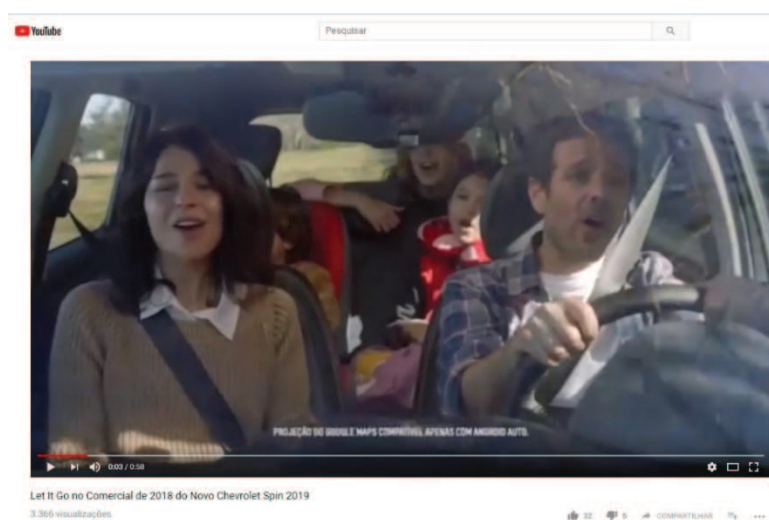 YouTube
Pesquisar
PROJEÇÃO DO GOOGLE MAPS COMPATÍVEL APENAS COM ANDROID AUTO.
0:03 / 0:58
Let It Go no Comercial de 2018 do Novo Chevrolet Spin 2019
3.366 visualizações
32 5 COMPARTILHAR